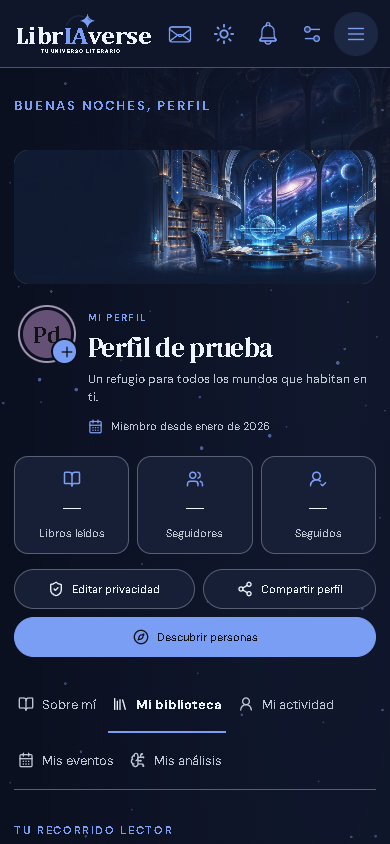 LibrIAverse
TU UNIVERSO LITERARIO
BUENAS NOCHES, PERFIL
Pd
MI PERFIL
Perfil de prueba
Un refugio para todos los mundos que habitan en
ti.
Miembro desde enero de 2026
— — —
Libros leídos Seguidores Seguidos
Editar privacidad Compartir perfil
Descubrir personas
Sobre mí Mi biblioteca Mi actividad
Mis eventos Mis análisis
TU RECORRIDO LECTOR